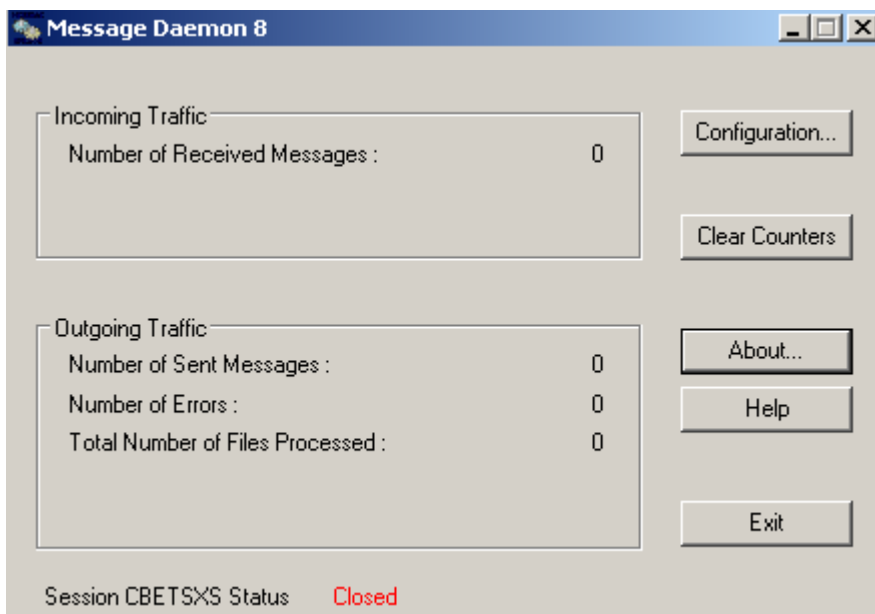 Message Daemon 8
Incoming Traffic
Number of Received Messages : 0
Configuration...
Clear Counters
Outgoing Traffic
Number of Sent Messages : 0
Number of Errors : 0
Total Number of Files Processed : 0
About...
Help
Exit
Session CBETSXS Status Closed